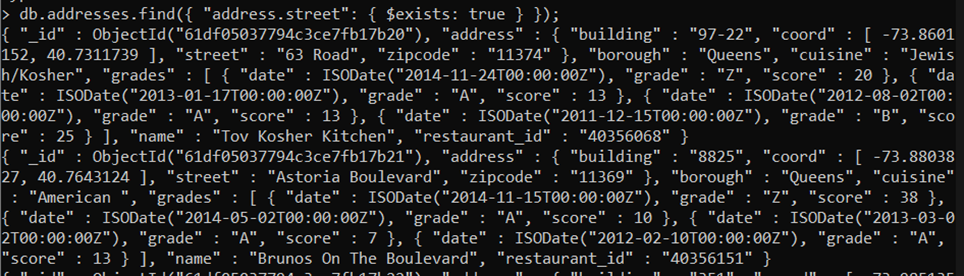 > db.addresses.find({ "address.street": { $exists: true } });
{ "_id" : ObjectId("61df05037794c3ce7fb17b20"), "address" : { "building" : "97-22", "coord" : [ -73.8601
152, 40.7311739 ], "street" : "63 Road", "zipcode" : "11374" }, "borough" : "Queens", "cuisine" : "Jewis
h/Kosher", "grades" : [ { "date" : ISODate("2014-11-24T00:00:00Z"), "grade" : "Z", "score" : 20 }, { "da
te" : ISODate("2013-01-17T00:00:00Z"), "grade" : "A", "score" : 13 }, { "date" : ISODate("2012-08-02T00:
00:00Z"), "grade" : "A", "score" : 13 }, { "date" : ISODate("2011-12-15T00:00:00Z"), "grade" : "B", "sco
re" : 25 } ], "name" : "Tov Kosher Kitchen", "restaurant_id" : "40356068" }
{ "_id" : ObjectId("61df05037794c3ce7fb17b21"), "address" : { "building" : "8825", "coord" : [ -73.88038
27, 40.7643124 ], "street" : "Astoria Boulevard", "zipcode" : "11369" }, "borough" : "Queens", "cuisine"
: "American ", "grades" : [ { "date" : ISODate("2014-11-15T00:00:00Z"), "grade" : "Z", "score" : 38 },
{ "date" : ISODate("2014-05-02T00:00:00Z"), "grade" : "A", "score" : 10 }, { "date" : ISODate("2013-03-0
2T00:00:00Z"), "grade" : "A", "score" : 7 }, { "date" : ISODate("2012-02-10T00:00:00Z"), "grade" : "A",
"score" : 13 } ], "name" : "Brunos On The Boulevard", "restaurant_id" : "40356151" }